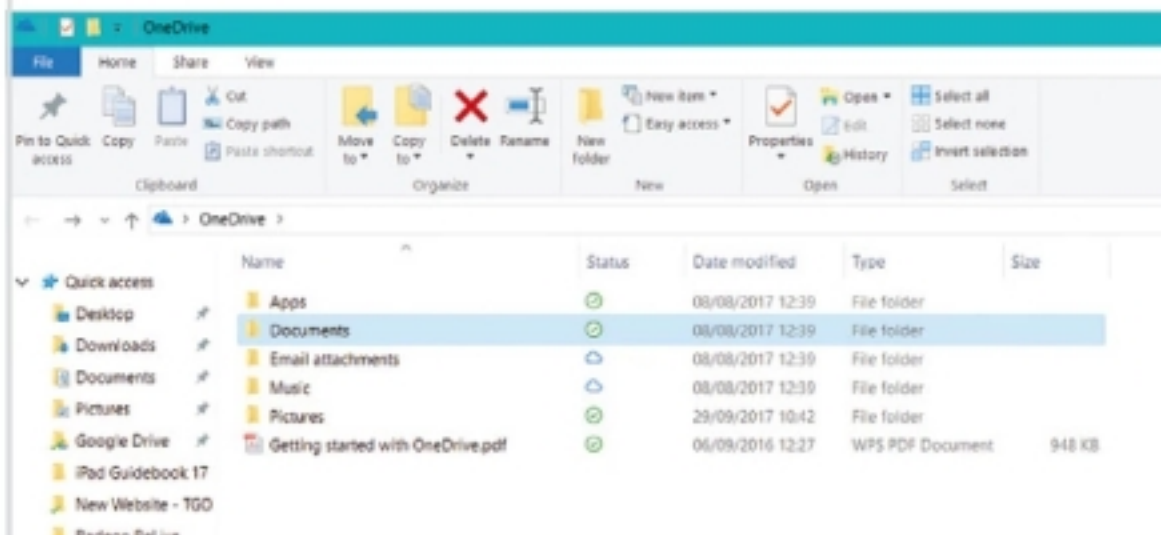 OneDrive
File Home Share View
Pin to Quick access
Copy
Paste
Cut
Copy path
Paste shortcut
Clipboard
Move to
Copy to
Delete
Rename
Organize
New folder
New item
Easy access
New
Properties
Open
Edit
History
Open
Select all
Select none
Invert selection
Select
OneDrive
Quick access
Desktop
Downloads
Documents
Pictures
Google Drive
iPad Guidebook 17
New Website - TGO
Name Status Date modified Type Size
Apps 08/08/2017 12:39 File folder
Documents 08/08/2017 12:39 File folder
Email attachments 08/08/2017 12:39 File folder
Music 08/08/2017 12:39 File folder
Pictures 29/09/2017 10:42 File folder
Getting started with OneDrive.pdf 06/09/2016 12:27 WPS PDF Document 948 KB